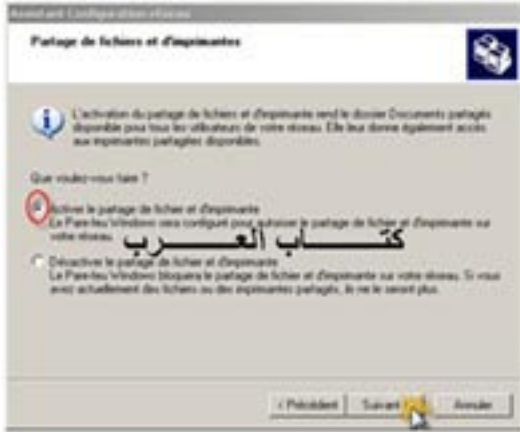 Assistant Configuration réseau
Partage de fichiers et d'imprimantes
L'activation du partage de fichiers et d'imprimante rend le dossier Documents partagés
disponible pour tous les utilisateurs de votre réseau. Elle leur donne également accès
aux imprimantes partagées disponibles.
Que voulez-vous faire ?
Activer le partage de fichier et d'imprimante
Le Pare-feu Windows sera configuré pour autoriser le partage de fichier et d'imprimante sur
votre réseau.
كتـــــاب العـــــرب
Désactiver le partage de fichier et d'imprimante
Le Pare-feu Windows bloquera le partage de fichier et d'imprimante sur votre réseau. Si vous
avez actuellement des fichiers ou des imprimantes partagés, ils ne le seront plus.
< Précédent
Suivant
Annuler